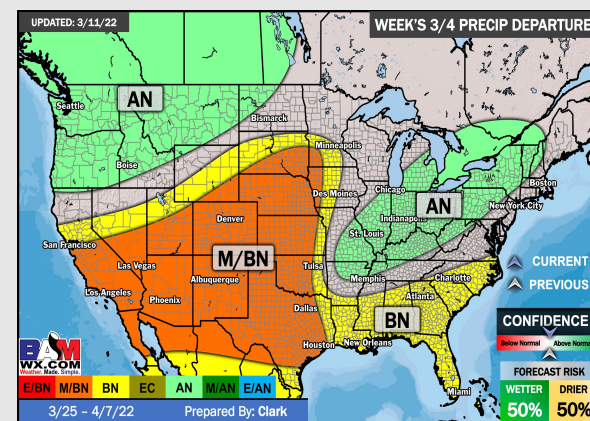 UPDATED: 3/11/22
WEEK'S 3/4 PRECIP DEPARTURE
Seattle
AN
Bismarck
Minneapolis
Boise
Des Moines
Chicago
Boston
AN
New York City
Indianapolis
Denver
St. Louis
San Francisco
M/BN
Las Vegas
Tulsa
CURRENT
Albuquerque
Memphis
Charlotte
PREVIOUS
Los Angeles
Phoenix
Atlanta
Dallas
BN
CONFIDENCE
Houston
New Orleans
Below Normal
Above Norma
BAM
WX.COM
Weather. Made. Simple.
FORECAST RISK
E/BN M/BN BN EC AN M/AN E/AN
Miami
WETTER
DRIER
50%
50%
3/25 – 4/7/22
Prepared By: Clark